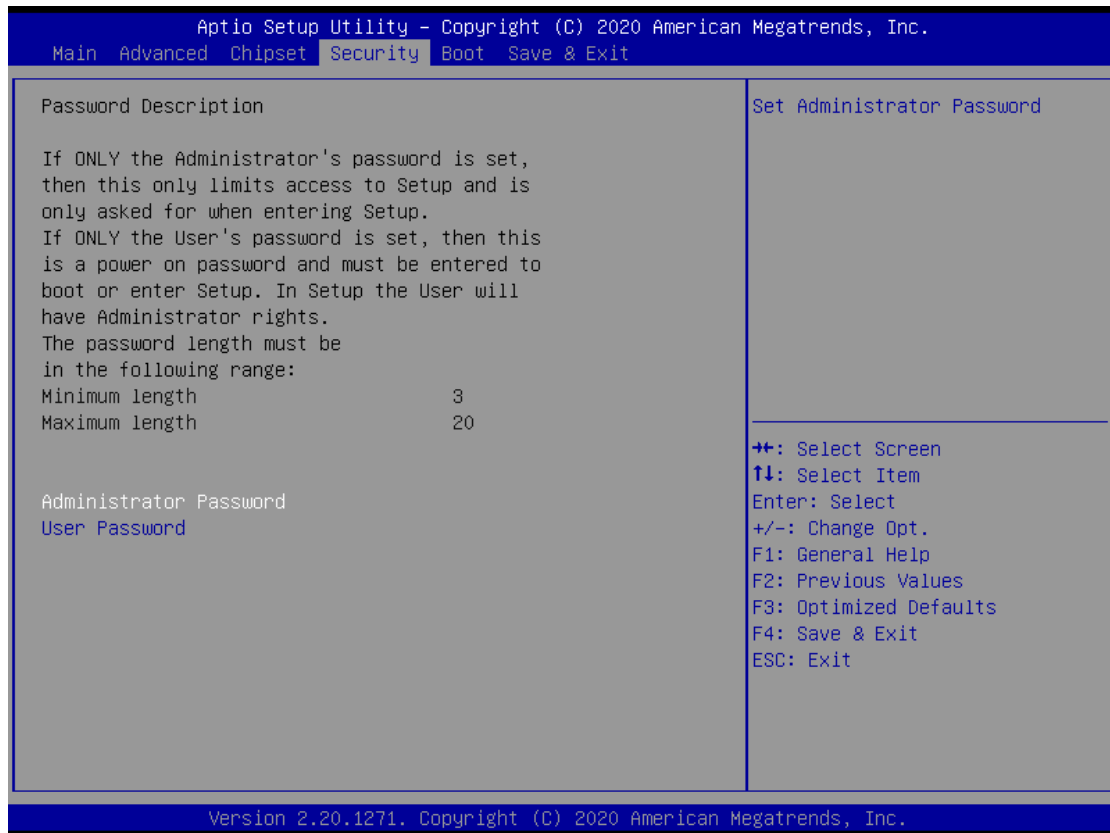 Aptio Setup Utility – Copyright (C) 2020 American Megatrends, Inc.
Main Advanced Chipset Security Boot Save & Exit
Password Description
If ONLY the Administrator's password is set,
then this only limits access to Setup and is
only asked for when entering Setup.
If ONLY the User's password is set, then this
is a power on password and must be entered to
boot or enter Setup. In Setup the User will
have Administrator rights.
The password length must be
in the following range:
Minimum length 3
Maximum length 20
Administrator Password
User Password
Set Administrator Password
→←: Select Screen
↑↓: Select Item
Enter: Select
+/-: Change Opt.
F1: General Help
F2: Previous Values
F3: Optimized Defaults
F4: Save & Exit
ESC: Exit
Version 2.20.1271. Copyright (C) 2020 American Megatrends, Inc.